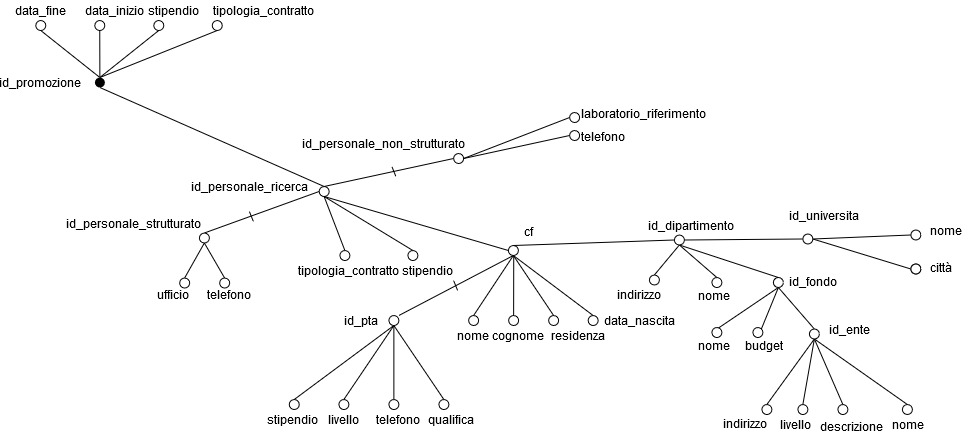 data_fine data_inizio stipendio tipologia_contratto
id_promozione
laboratorio_riferimento
id_personale_non_strutturato telefono
id_personale_ricerca
id_personale_strutturato
cf id_dipartimento id_universita
nome
città
tipologia_contratto stipendio
ufficio telefono
indirizzo nome id_fondo
id_pta
nome cognome residenza data_nascita
nome budget id_ente
stipendio livello telefono qualifica
indirizzo livello descrizione nome